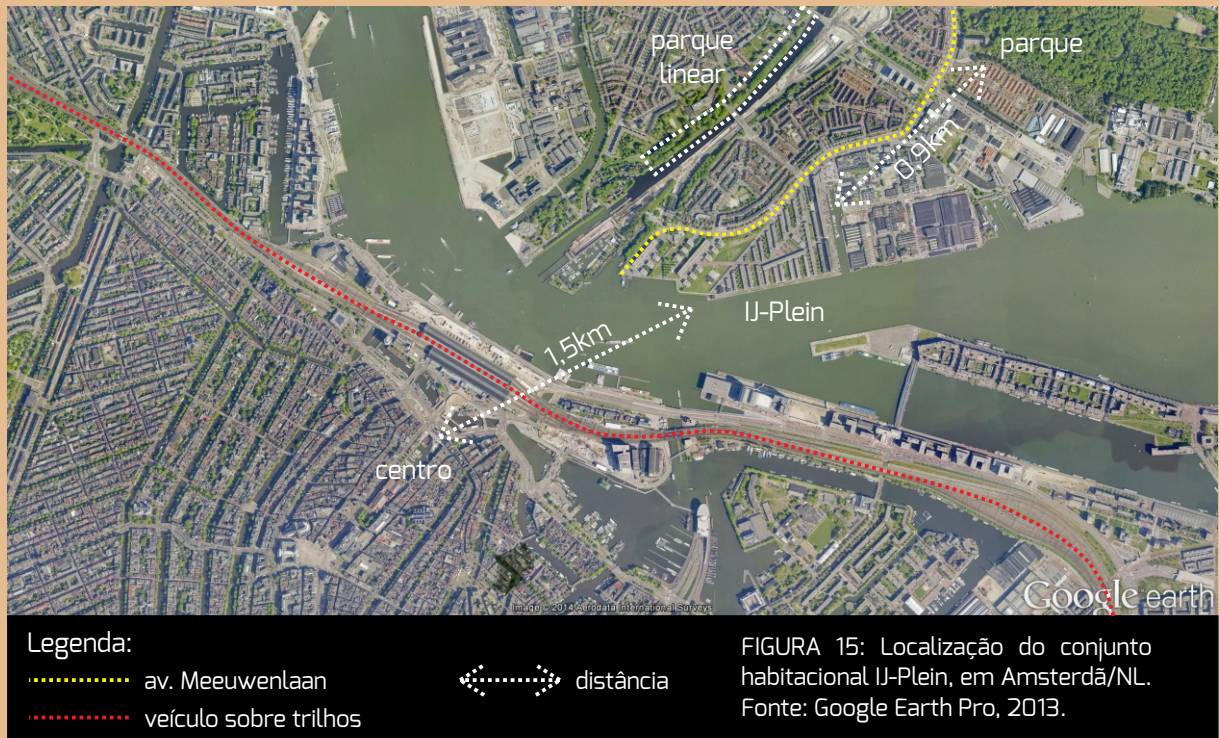 parque
linear
parque
0,9km
IJ-Plein
1,5km
centro
Image © 2014 Aerodata International Surveys
Google earth
Legenda:
av. Meeuwenlaan
veículo sobre trilhos
distância
FIGURA 15: Localização do conjunto
habitacional IJ-Plein, em Amsterdã/NL.
Fonte: Google Earth Pro, 2013.